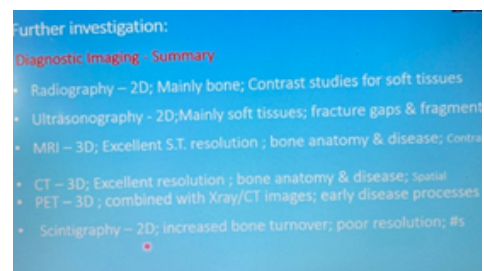 Further investigation:
Diagnostic Imaging - Summary
• Radiography – 2D; Mainly bone; Contrast studies for soft tissues
• Ultrasonography - 2D;Mainly soft tissues; fracture gaps & fragment
• MRI – 3D; Excellent S.T. resolution ; bone anatomy & disease; Contra
• CT – 3D; Excellent resolution ; bone anatomy & disease; Spatial
• PET – 3D ; combined with Xray/CT images; early disease processes
• Scintigraphy – 2D; increased bone turnover; poor resolution; #s